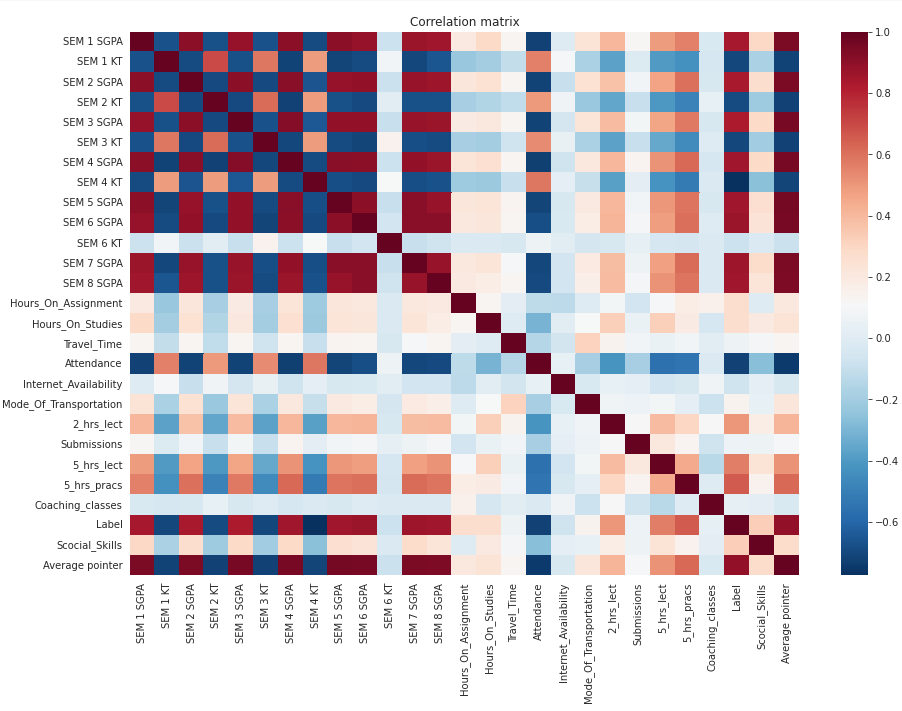 Correlation matrix
SEM 1 SGPA
SEM 1 KT
SEM 2 SGPA
SEM 2 KT
SEM 3 SGPA
SEM 3 KT
SEM 4 SGPA
SEM 4 KT
SEM 5 SGPA
SEM 6 SGPA
SEM 6 KT
SEM 7 SGPA
SEM 8 SGPA
Hours_On_Assignment
Hours_On_Studies
Travel_Time
Attendance
Internet_Availability
Mode_Of_Transportation
2_hrs_lect
Submissions
5_hrs_lect
5_hrs_pracs
Coaching_classes
Label
Scocial_Skills
Average pointer
SEM 1 SGPA
SEM 1 KT
SEM 2 SGPA
SEM 2 KT
SEM 3 SGPA
SEM 3 KT
SEM 4 SGPA
SEM 4 KT
SEM 5 SGPA
SEM 6 SGPA
SEM 6 KT
SEM 7 SGPA
SEM 8 SGPA
Hours_On_Assignment
Hours_On_Studies
Travel_Time
Attendance
Internet_Availability
Mode_Of_Transportation
2_hrs_lect
Submissions
5_hrs_lect
5_hrs_pracs
Coaching_classes
Label
Scocial_Skills
Average pointer
1.0
0.8
0.6
0.4
0.2
0.0
−0.2
−0.4
−0.6